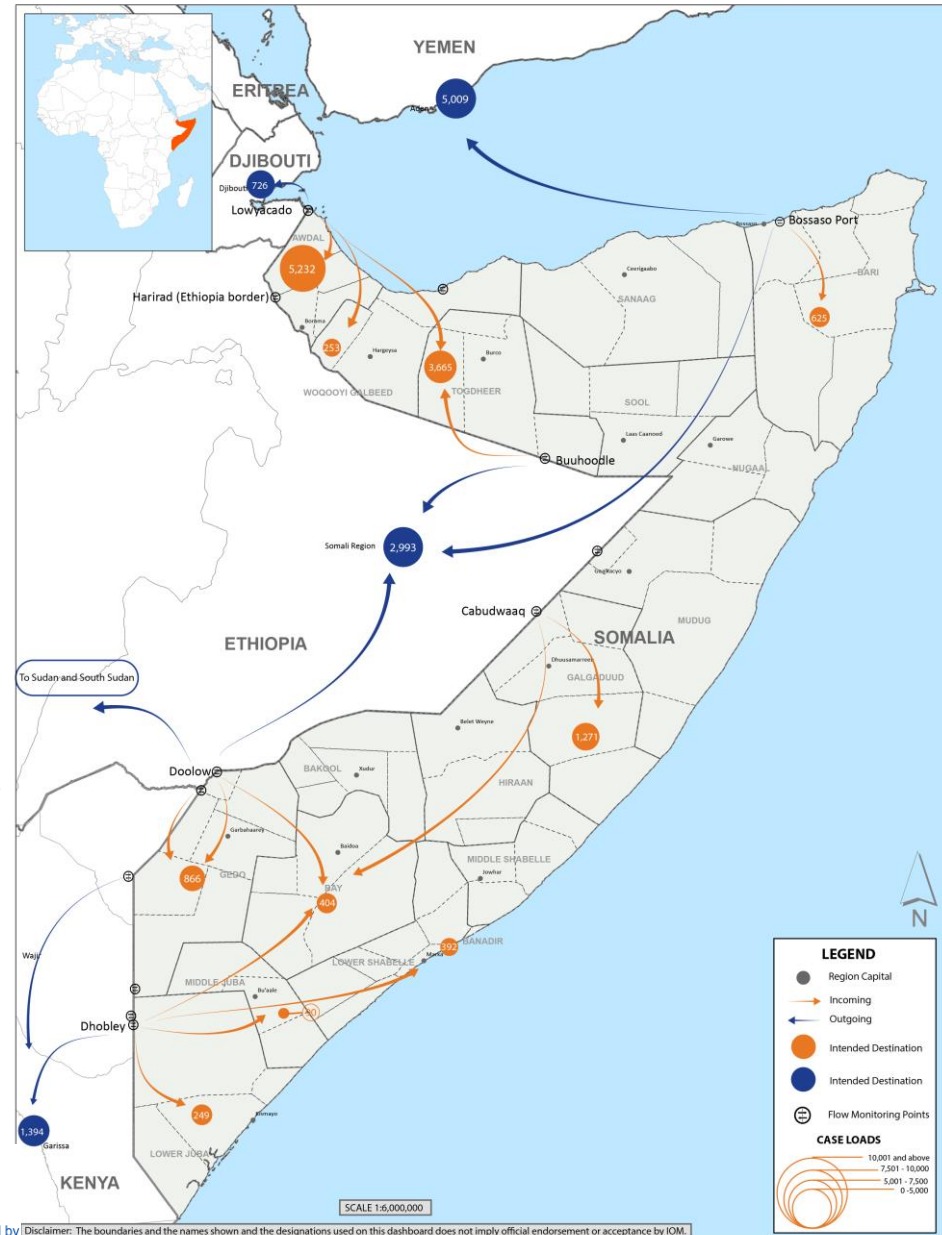 YEMEN
ERITREA
5,009
DJIBOUTI
726
Lowyacado
Bossaso Port
AWDAL
5,232
BARI
Ceerigaabo
SANAAG
Harirad (Ethiopia border)
625
Borama
253
Hargeysa
Burco
3,665
WOQOOYI GALBEED
TOGDHEER
SOOL
Laas Caanood
Garowe
Buuhoodle
NUGAAL
Somali Region
2,993
Cabudwaaq
MUDUG
SOMALIA
ETHIOPIA
Dhuusamarreeb
GALGADUUD
To Sudan and South Sudan
Belet Weyne
1,271
Doolow
BAKOOL
Xudur
HIRAAN
Garbahaarey
Baidoa
MIDDLE SHABELLE
866
GEDO
BAY
Jowhar
404
N
392
BANADIR
LOWER SHABELLE
Marka
MIDDLE JUBA
Bu'aale
Dhobley
249
1,394
Garissa
LOWER JUBA
KENYA
LEGEND
Region Capital
Incoming
Outgoing
Intended Destination
Intended Destination
Flow Monitoring Points
CASE LOADS
10,001 and above
7,501 - 10,000
5,001 - 7,500
0 -5,000
SCALE 1:6,000,000
by
Disclaimer: The boundaries and the names shown and the designations used on this dashboard does not imply official endorsement or acceptance by IOM.